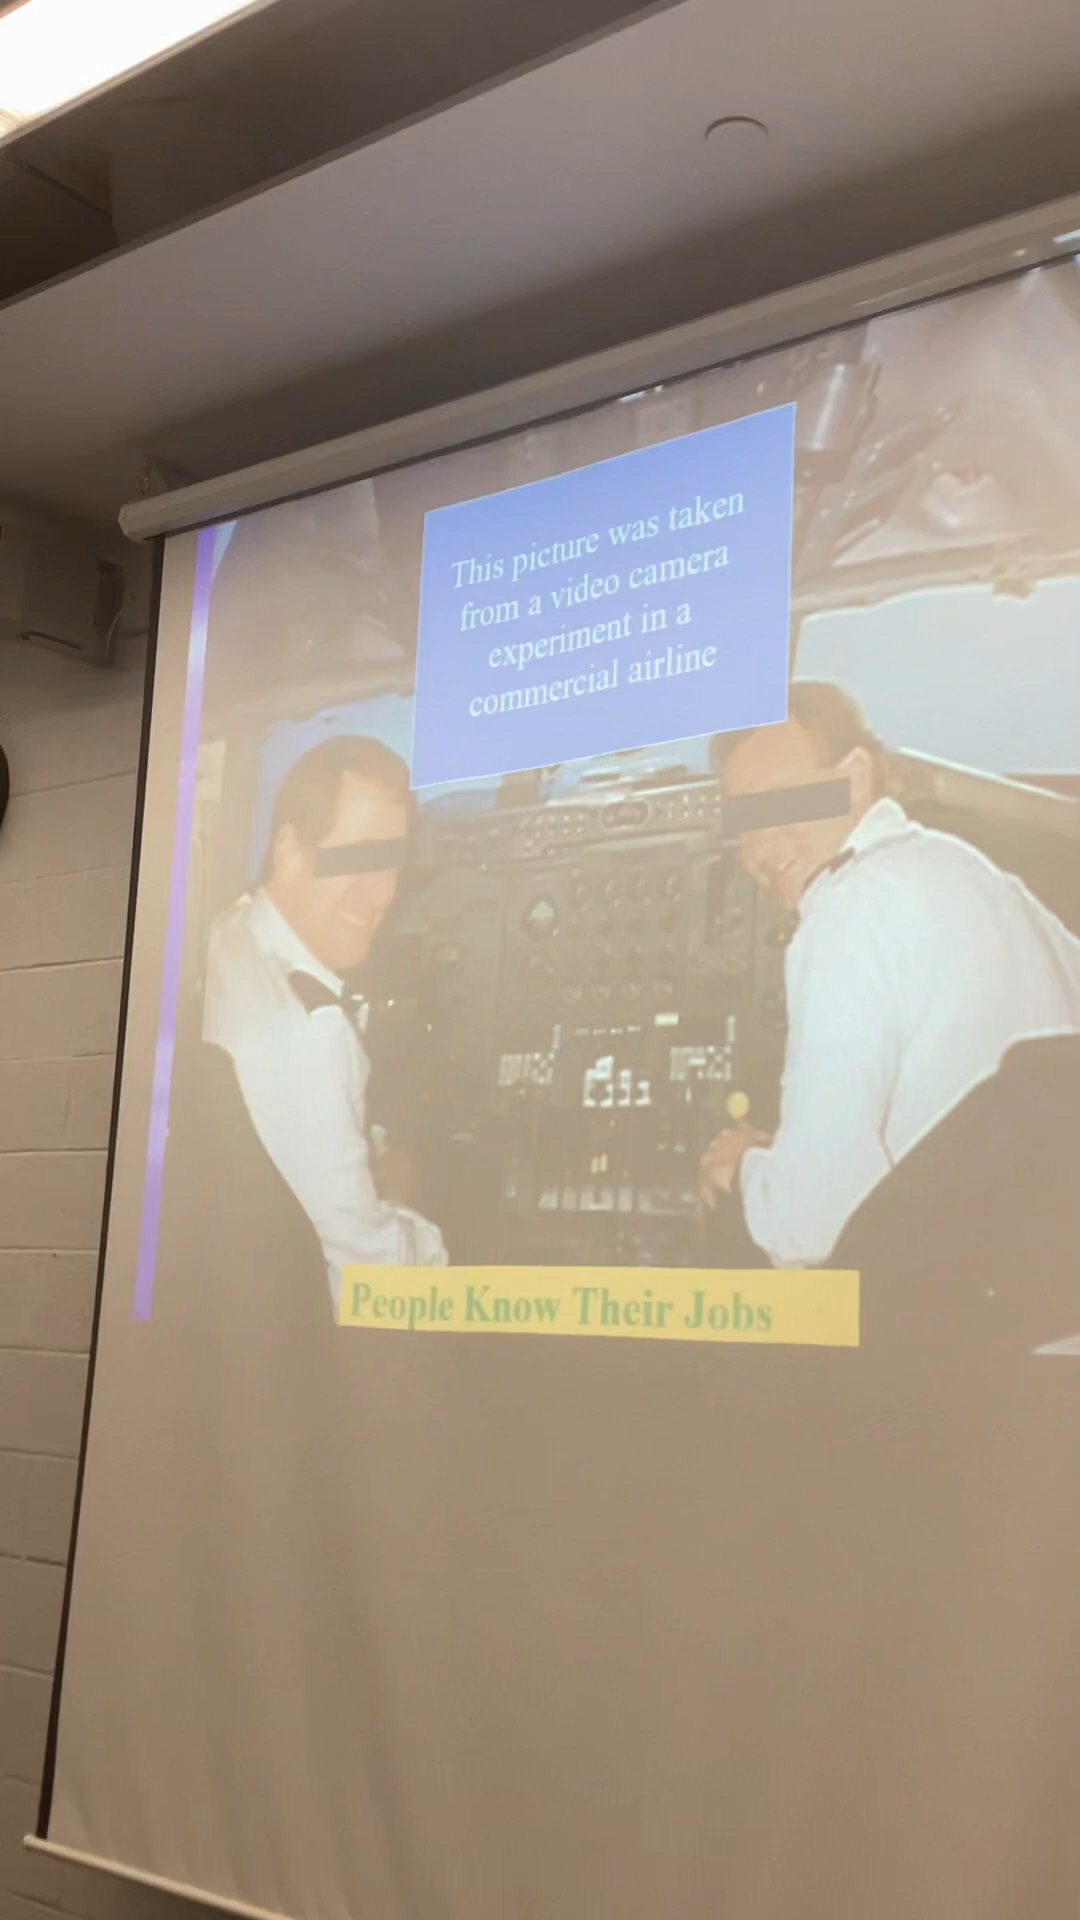 This picture was taken
from a video camera
experiment in a
commercial airline
People Know Their Jobs